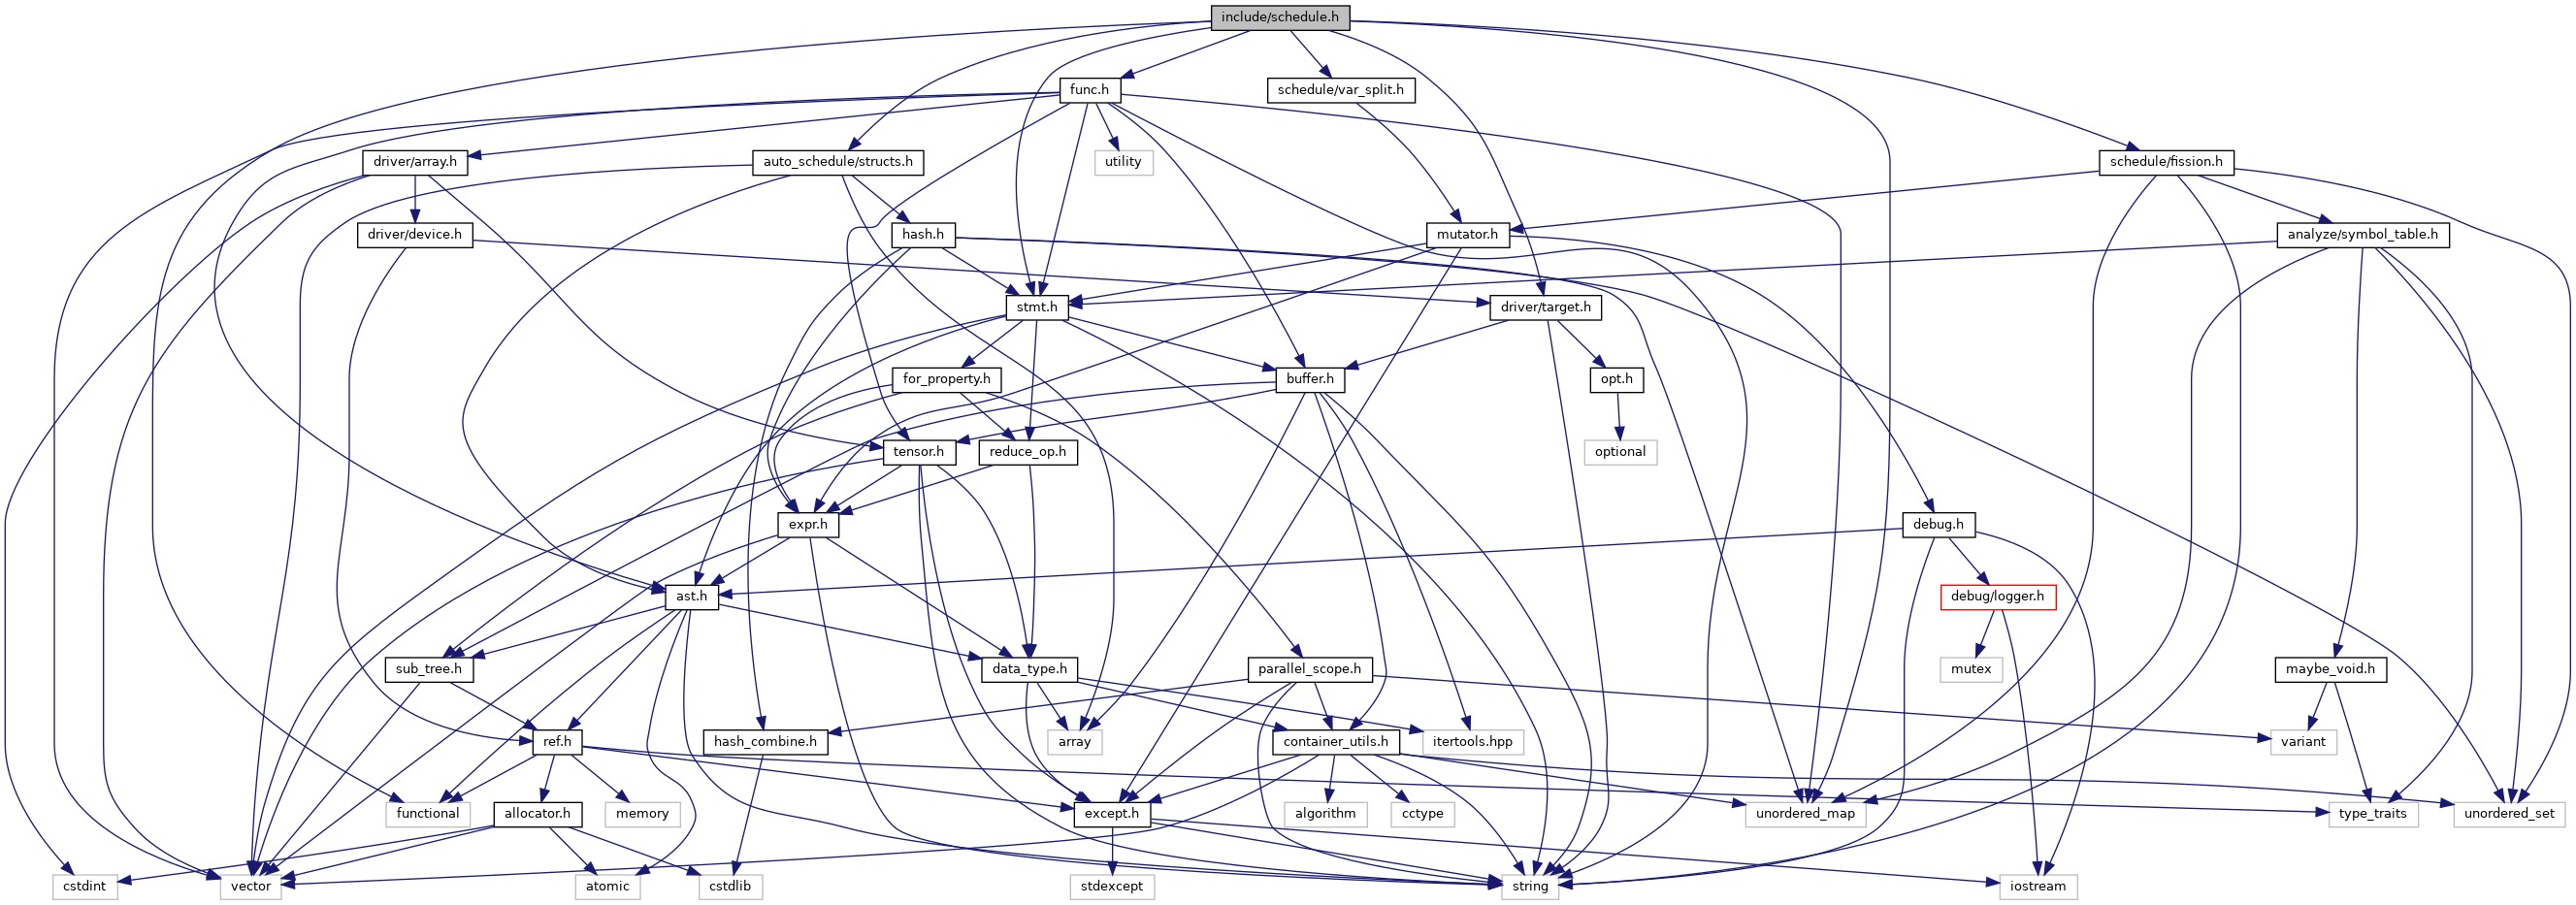 include/schedule.h
func.h
schedule/var_split.h
driver/array.h
auto_schedule/structs.h
utility
schedule/fission.h
driver/device.h
hash.h
mutator.h
analyze/symbol_table.h
stmt.h
driver/target.h
for_property.h
buffer.h
opt.h
tensor.h
reduce_op.h
optional
expr.h
debug.h
ast.h
debug/logger.h
sub_tree.h
data_type.h
parallel_scope.h
mutex
maybe_void.h
ref.h
hash_combine.h
array
container_utils.h
itertools.hpp
variant
functional
allocator.h
memory
except.h
algorithm
cctype
unordered_map
type_traits
unordered_set
cstdint
vector
atomic
cstdlib
stdexcept
string
iostream